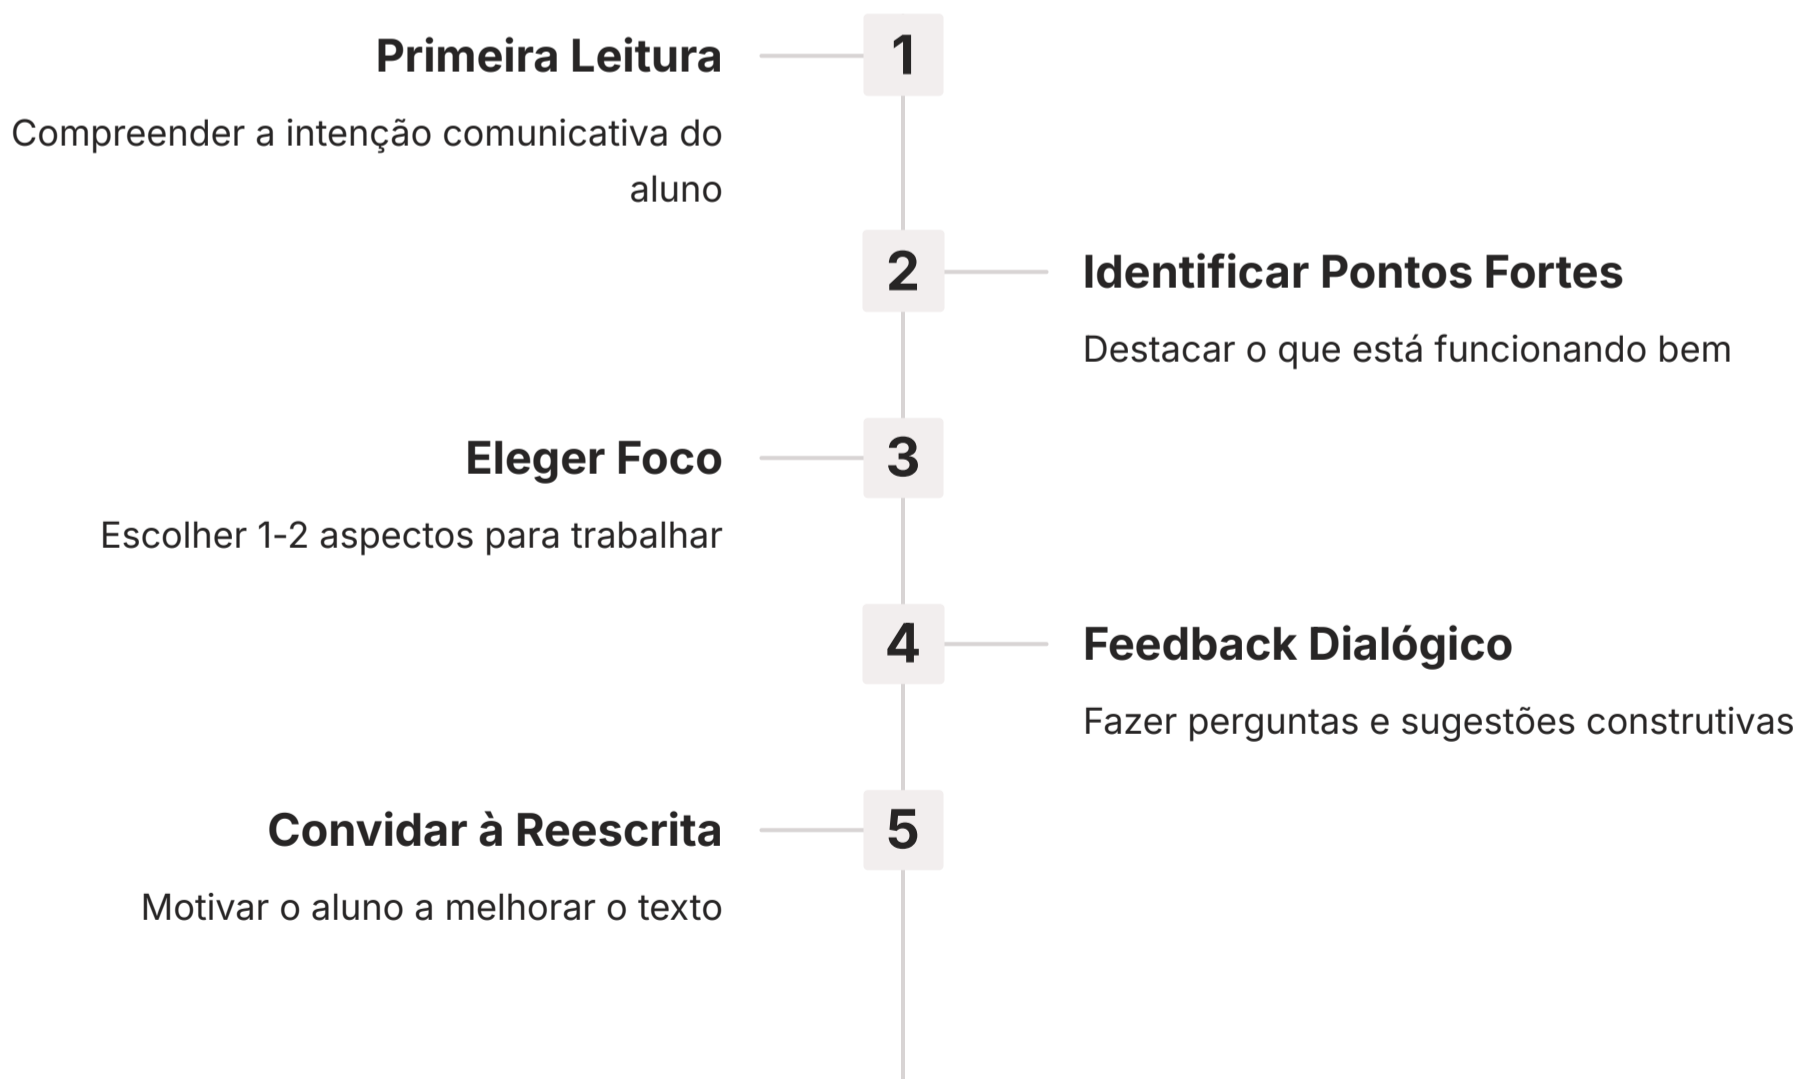 Primeira Leitura
1
Compreender a intenção comunicativa do
aluno
2
Identificar Pontos Fortes
Destacar o que está funcionando bem
Eleger Foco
3
Escolher 1-2 aspectos para trabalhar
4
Feedback Dialógico
Fazer perguntas e sugestões construtivas
Convidar à Reescrita
5
Motivar o aluno a melhorar o texto